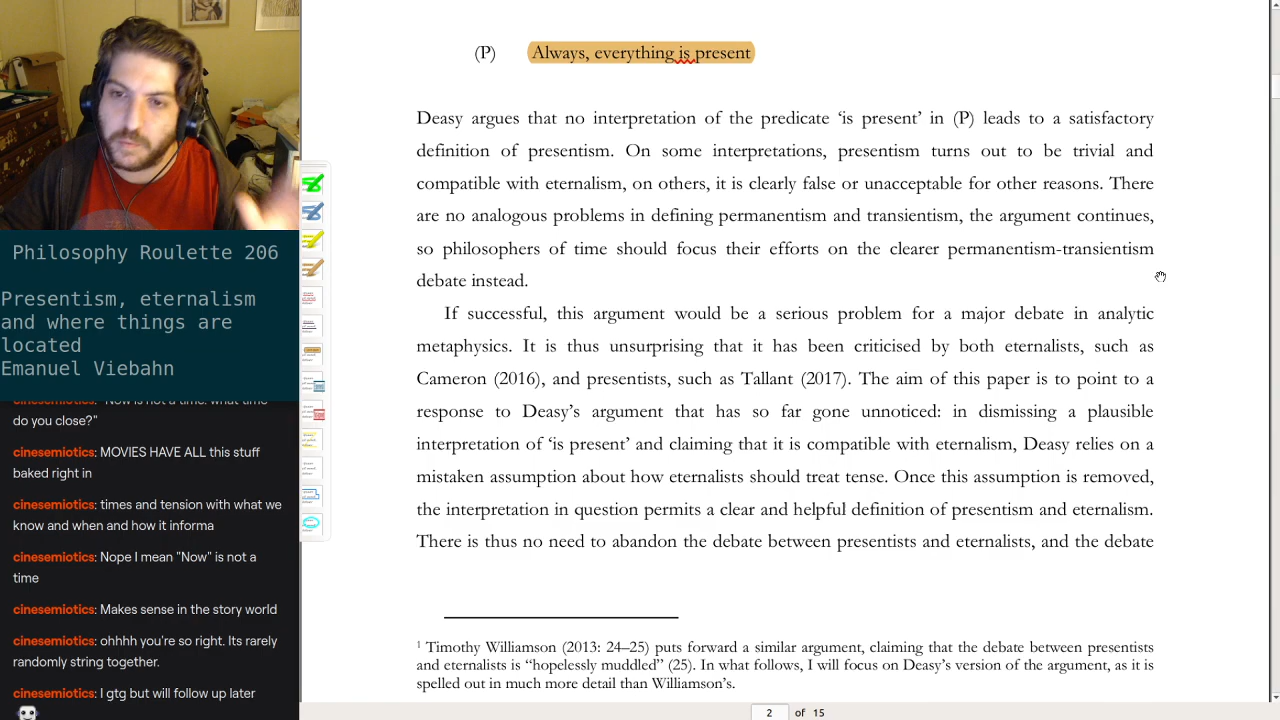 Philosophy Roulette 206
Presentism, eternalism
and where things are
located
Emanuel Viebahn
cinesemiotics: "Now is not a time. what time
do you close?"
cinesemiotics: MOVIES HAVE ALL this stuff
baked right in
cinesemiotics: times and tension with what we
know and when and how it informa
cinesemiotics: Nope I mean "Now" is not a
time
cinesemiotics: Makes sense in the story world
cinesemiotics: ohhhh you're so right. Its rarely
randomly string together.
cinesemiotics: I gtg but will follow up later
(P) Always, everything is present
Deasy argues that no interpretation of the predicate ‘is present’ in (P) leads to a satisfactory
definition of presentism. On some interpretations, presentism turns out to be trivial and
compatible with eternalism, on others, it is clearly false or unacceptable for other reasons. There
are no analogous problems in defining permanentism and transientism, the argument continues,
so philosophers of time should focus their efforts on the clearer permanentism-transientism
debate instead.
If successful, this argument would be a serious problem for a major debate in analytic
metaphysics. It is thus unsurprising that it has been criticised by both eternalists, such as
Cameron (2016), and presentists, such as Tallant (2017). The aim of this paper is to point to a
response to Deasy’s argument that has so far gone unnoticed: in rejecting a plausible
interpretation of ‘is present’ and claiming that it is compatible with eternalism, Deasy relies on a
mistaken assumption about how eternalists should treat tense. Once this assumption is removed,
the interpretation in question permits a clear and helpful definition of presentism and eternalism.
There is thus no need to abandon the debate between presentists and eternalists, and the debate
1 Timothy Williamson (2013: 24–25) puts forward a similar argument, claiming that the debate between presentists
and eternalists is “hopelessly muddled” (25). In what follows, I will focus on Deasy’s version of the argument, as it is
spelled out in much more detail than Williamson’s.
2 of 15